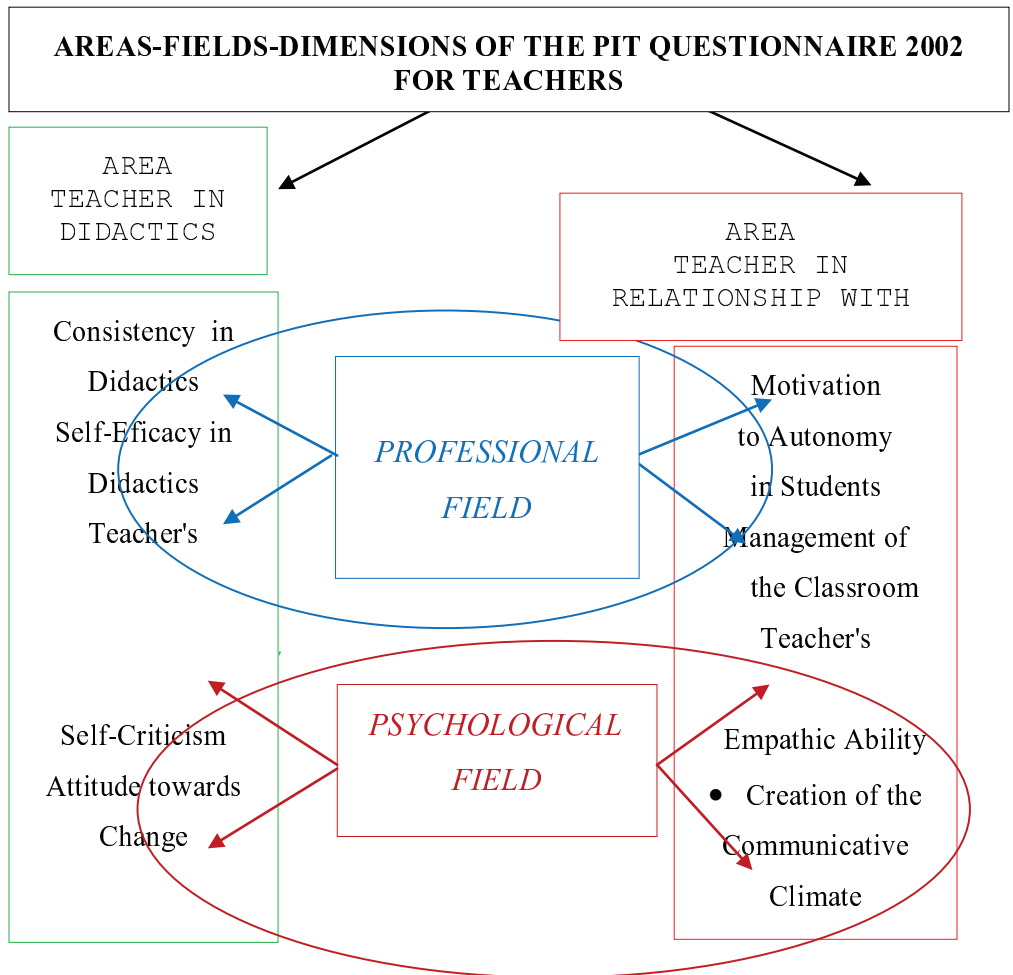 AREAS-FIELDS-DIMENSIONS OF THE PIT QUESTIONNAIRE 2002
FOR TEACHERS
AREA
TEACHER IN
DIDACTICS
AREA
TEACHER IN
RELATIONSHIP WITH
Consistency in
Didactics
Self-Eficacy in
Didactics
Teacher's
Self-Criticism
Attitude towards
Change
PROFESSIONAL
FIELD
PSYCHOLOGICAL
FIELD
Motivation
to Autonomy
in Students
Management of
the Classroom
Teacher's
Empathic Ability
• Creation of the
Communicative
Climate